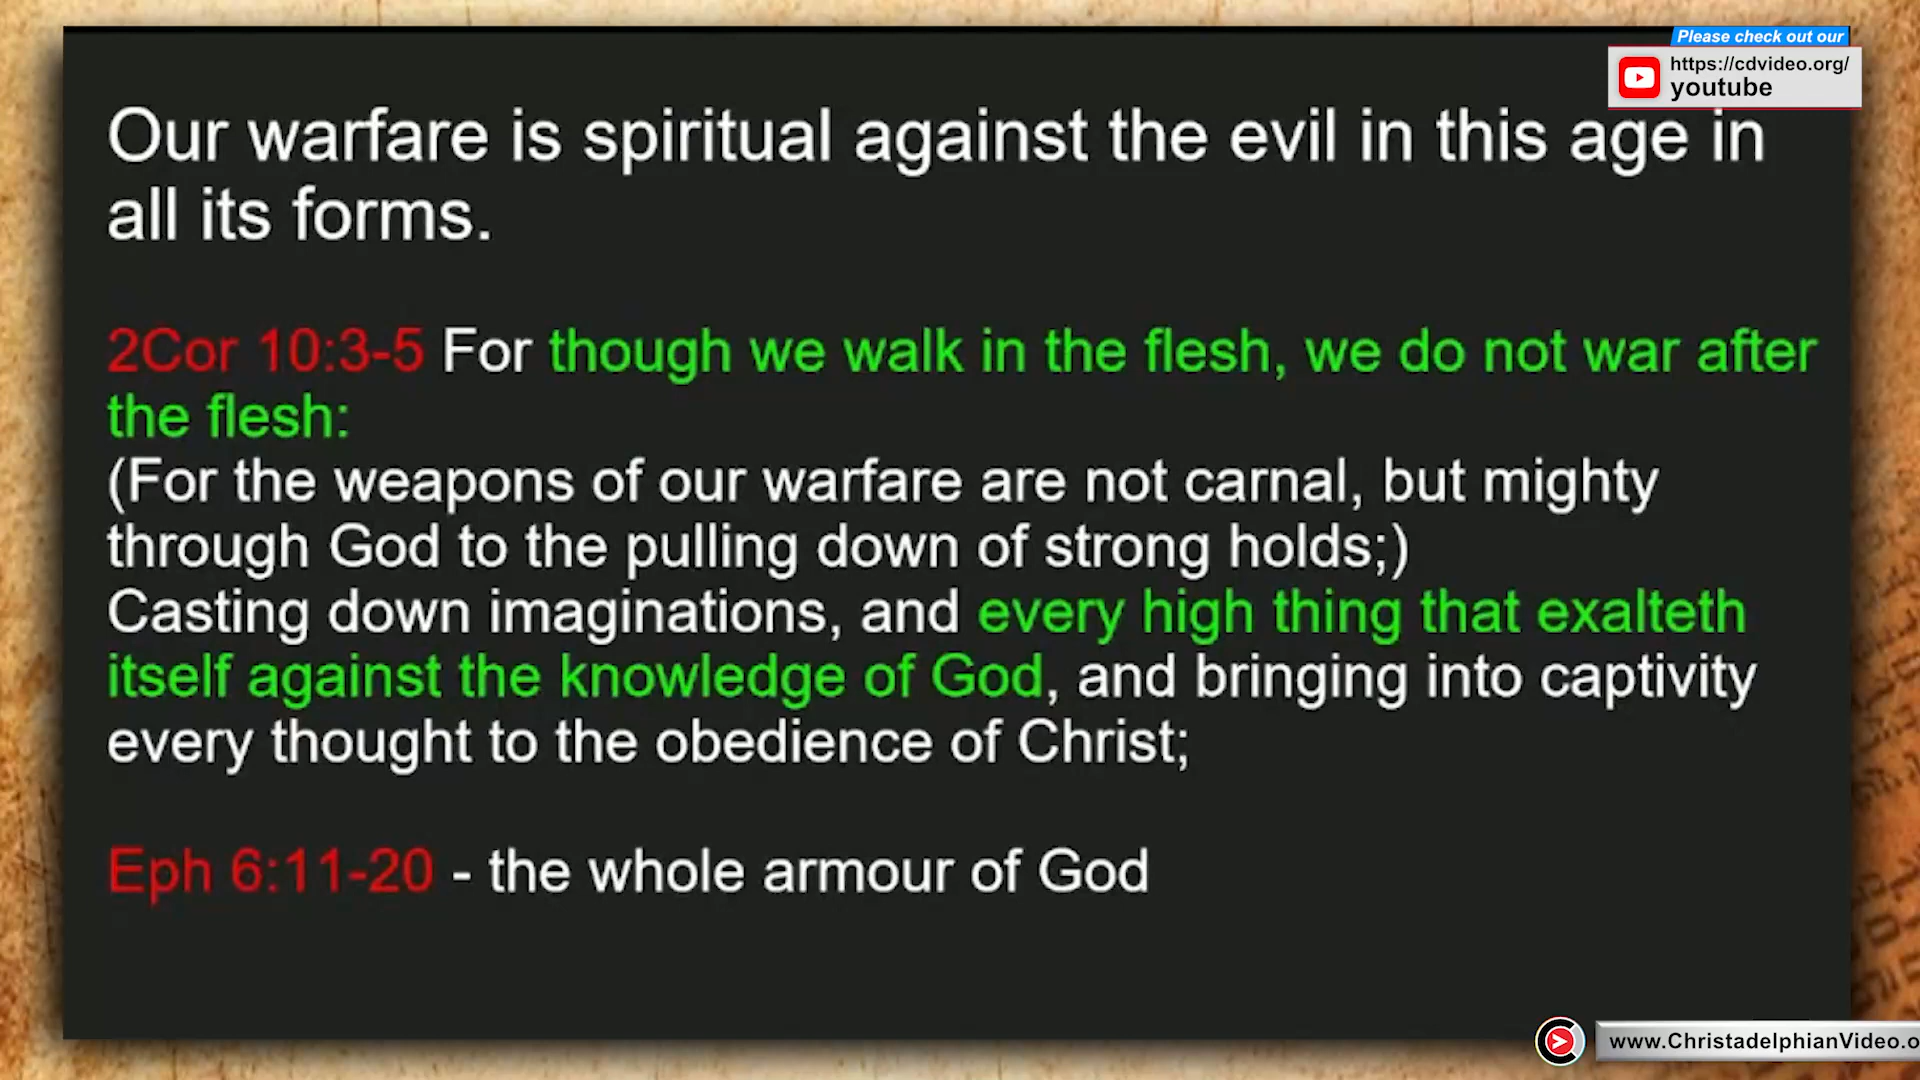 Please check out our
https://cdvideo.org/
youtube
Our warfare is spiritual against the evil in this age in
all its forms.
2Cor 10:3-5 For though we walk in the flesh, we do not war after
the flesh:
(For the weapons of our warfare are not carnal, but mighty
through God to the pulling down of strong holds;)
Casting down imaginations, and every high thing that exalteth
itself against the knowledge of God, and bringing into captivity
every thought to the obedience of Christ;
Eph 6:11-20 - the whole armour of God
www.ChristadelphianVideo.o